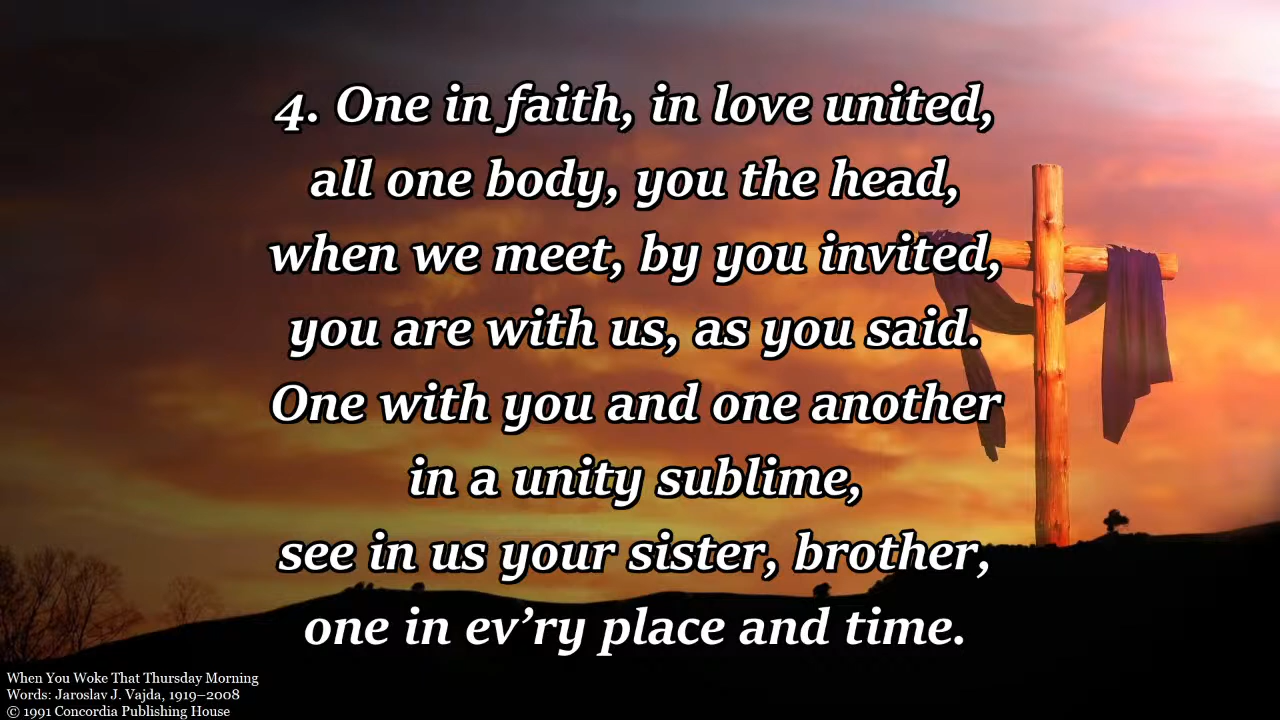 4. One in faith, in love united,
all one body, you the head,
when we meet, by you invited,
you are with us, as you said.
One with you and one another
in a unity sublime,
see in us your sister, brother,
one in ev’ry place and time.
When You Woke That Thursday Morning
Words: Jaroslav J. Vajda, 1919–2008
© 1991 Concordia Publishing House